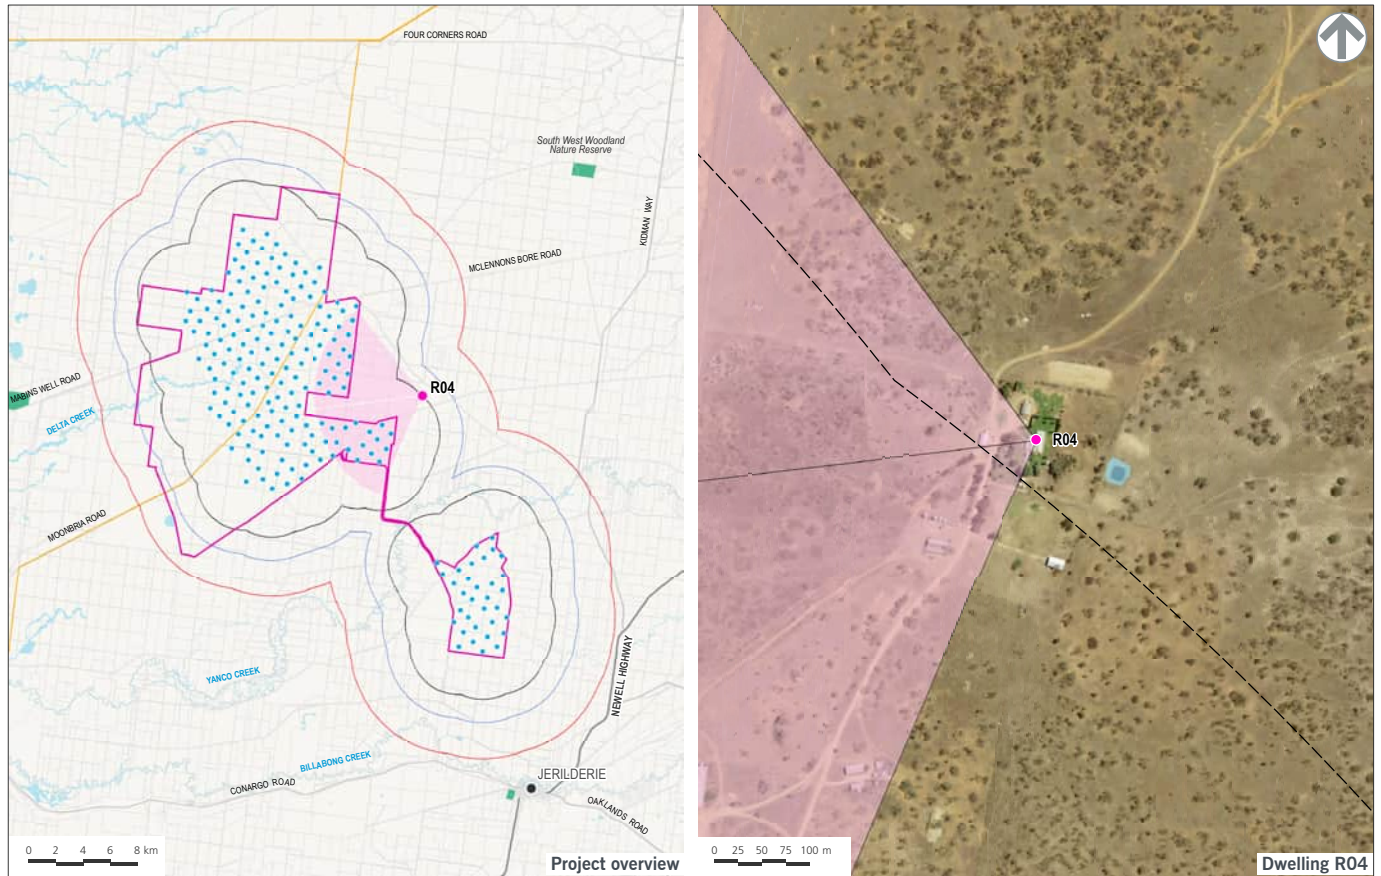 FOUR CORNERS ROAD
South West Woodland
Nature Reserve
KIDMAN WAY
MCLENNONS BORE ROAD
R04
MABINS WELL ROAD
DELTA CREEK
MOONBRIA ROAD
YANCO CREEK
NEWELL HIGHWAY
BILLABONG CREEK
CONARGO ROAD
JERILDERIE
OAKLANDS ROAD
0 2 4 6 8 km
Project overview
R04
0 25 50 75 100 m
Dwelling R04